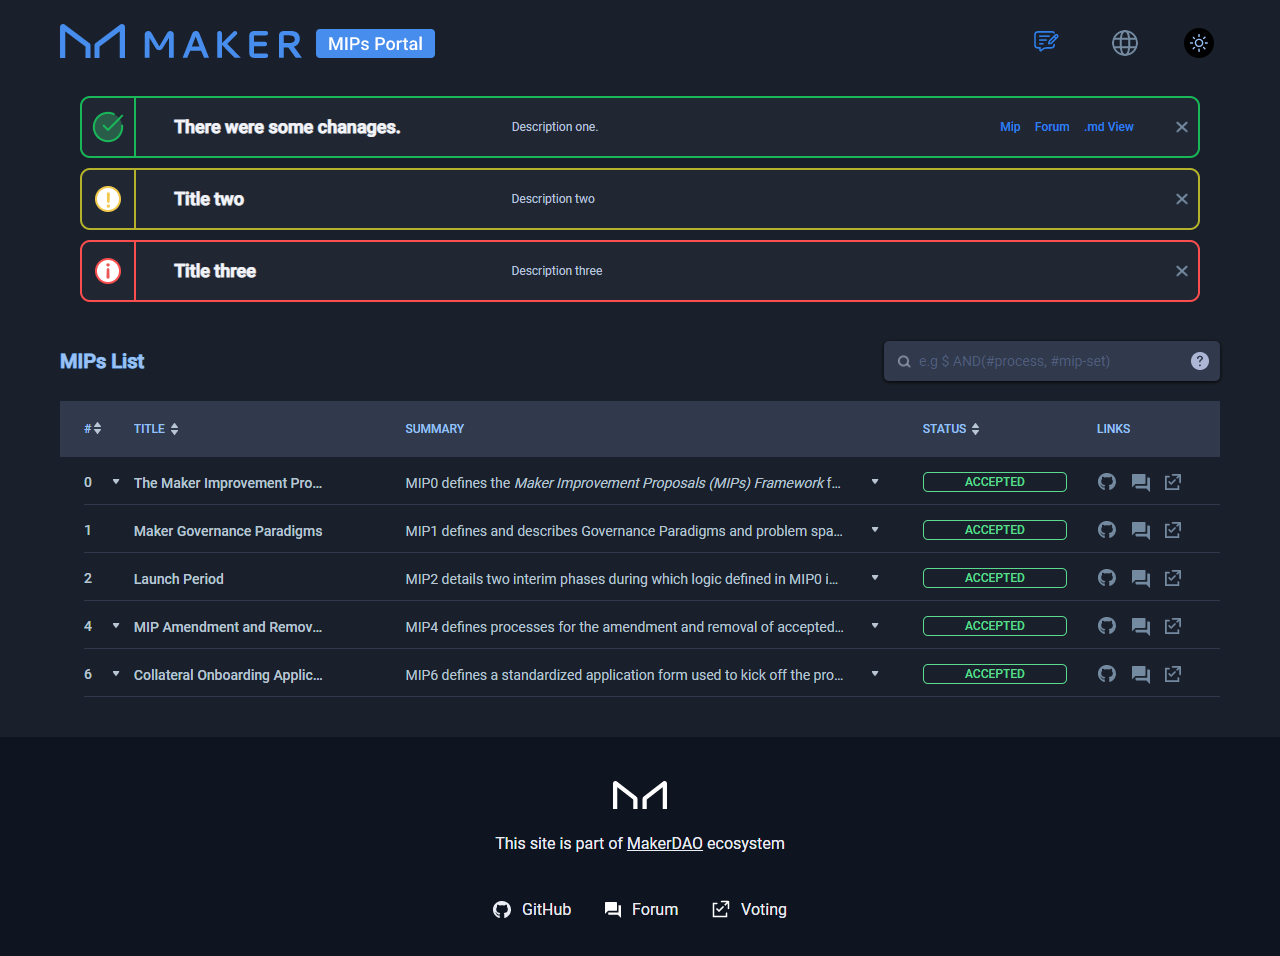 MAKER MIPs Portal
There were some chanages. Description one. Mip Forum .md View
Title two Description two
Title three Description three
MIPs List e.g $ AND(#process, #mip-set) ?
# TITLE SUMMARY STATUS LINKS
0 The Maker Improvement Pro... MIP0 defines the Maker Improvement Proposals (MIPs) Framework f... ACCEPTED
1 Maker Governance Paradigms MIP1 defines and describes Governance Paradigms and problem spa... ACCEPTED
2 Launch Period MIP2 details two interim phases during which logic defined in MIP0 i... ACCEPTED
4 MIP Amendment and Remov... MIP4 defines processes for the amendment and removal of accepted... ACCEPTED
6 Collateral Onboarding Applic... MIP6 defines a standardized application form used to kick off the pro... ACCEPTED
This site is part of MakerDAO ecosystem
GitHub Forum Voting